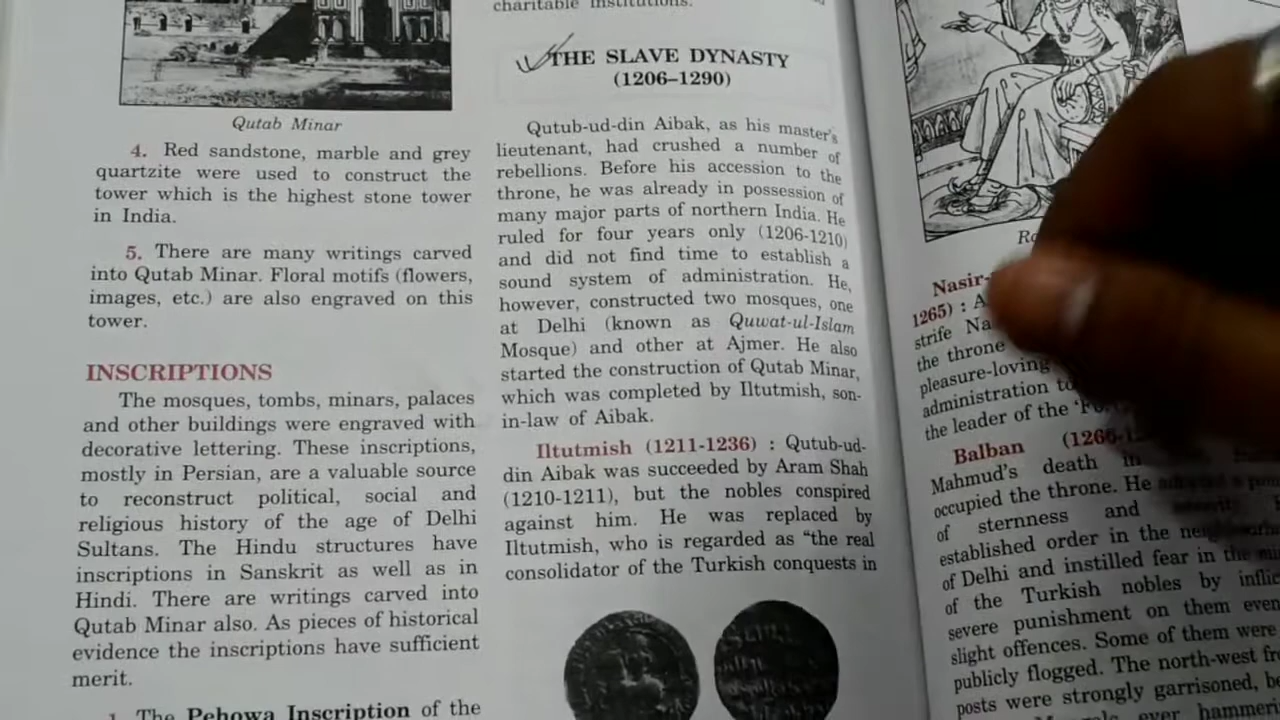 Qutab Minar
4. Red sandstone, marble and grey
quartzite were used to construct the
tower which is the highest stone tower
in India.
5. There are many writings carved
into Qutab Minar. Floral motifs (flowers,
images, etc.) are also engraved on this
tower.
INSCRIPTIONS
The mosques, tombs, minars, palaces
and other buildings were engraved with
decorative lettering. These inscriptions,
mostly in Persian, are a valuable source
to reconstruct political, social and
religious history of the age of Delhi
Sultans. The Hindu structures have
inscriptions in Sanskrit as well as in
Hindi. There are writings carved into
Qutab Minar also. As pieces of historical
evidence the inscriptions have sufficient
merit.
1. The Pehowa Inscription of the
charitable institutions.
THE SLAVE DYNASTY
(1206–1290)
Qutub-ud-din Aibak, as his master's
lieutenant, had crushed a number of
rebellions. Before his accession to the
throne, he was already in possession of
many major parts of northern India. He
ruled for four years only (1206-1210)
and did not find time to establish a
sound system of administration. He,
however, constructed two mosques, one
at Delhi (known as Quwat-ul-Islam
Mosque) and other at Ajmer. He also
started the construction of Qutab Minar,
which was completed by Iltutmish, son-
in-law of Aibak.
Iltutmish (1211-1236) : Qutub-ud-
din Aibak was succeeded by Aram Shah
(1210-1211), but the nobles conspired
against him. He was replaced by
Iltutmish, who is regarded as "the real
consolidator of the Turkish conquests in
Nasir-
1265) :
strife
the throne
pleasure-loving
administration
the leader of the
Balban
Mahmud's death in
occupied the throne. He
of sternness and
established order in the
of Delhi and instilled fear in the
of the Turkish nobles by
severe punishment on them
slight offences. Some of them were
publicly flogged. The north-west
posts were strongly garrisoned,
ever